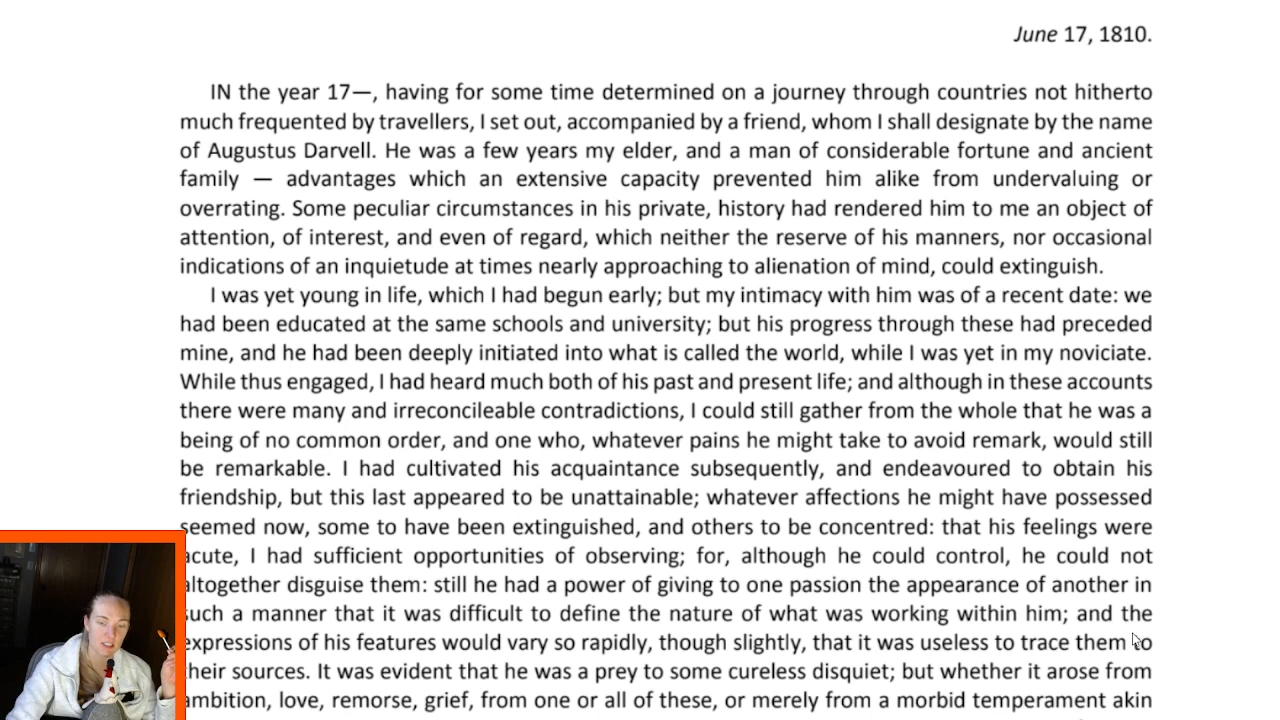 June 17, 1810.
IN the year 17—, having for some time determined on a journey through countries not hitherto
much frequented by travellers, I set out, accompanied by a friend, whom I shall designate by the name
of Augustus Darvell. He was a few years my elder, and a man of considerable fortune and ancient
family — advantages which an extensive capacity prevented him alike from undervaluing or
overrating. Some peculiar circumstances in his private, history had rendered him to me an object of
attention, of interest, and even of regard, which neither the reserve of his manners, nor occasional
indications of an inquietude at times nearly approaching to alienation of mind, could extinguish.
I was yet young in life, which I had begun early; but my intimacy with him was of a recent date: we
had been educated at the same schools and university; but his progress through these had preceded
mine, and he had been deeply initiated into what is called the world, while I was yet in my noviciate.
While thus engaged, I had heard much both of his past and present life; and although in these accounts
there were many and irreconcileable contradictions, I could still gather from the whole that he was a
being of no common order, and one who, whatever pains he might take to avoid remark, would still
be remarkable. I had cultivated his acquaintance subsequently, and endeavoured to obtain his
friendship, but this last appeared to be unattainable; whatever affections he might have possessed
seemed now, some to have been extinguished, and others to be concentred: that his feelings were
acute, I had sufficient opportunities of observing; for, although he could control, he could not
altogether disguise them: still he had a power of giving to one passion the appearance of another in
such a manner that it was difficult to define the nature of what was working within him; and the
expressions of his features would vary so rapidly, though slightly, that it was useless to trace them to
their sources. It was evident that he was a prey to some cureless disquiet; but whether it arose from
ambition, love, remorse, grief, from one or all of these, or merely from a morbid temperament akin